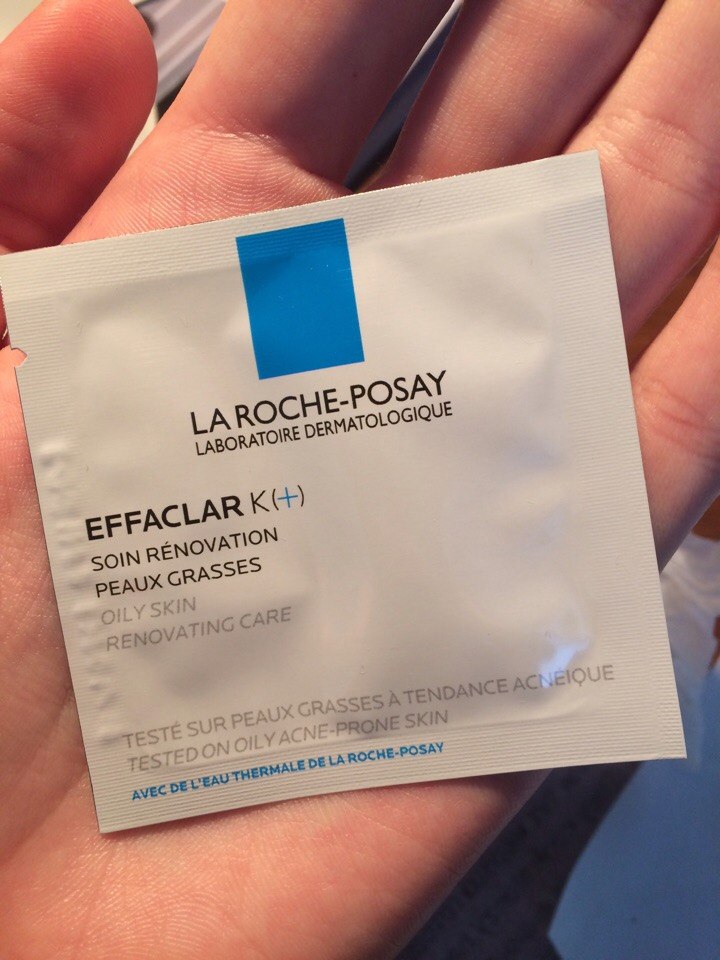 LA ROCHE-POSAY
LABORATOIRE DERMATOLOGIQUE
EFFACLAR K(+)
SOIN RÉNOVATION
PEAUX GRASSES
OILY SKIN
RENOVATING CARE
TESTÉ SUR PEAUX GRASSES À TENDANCE ACNÉIQUE
TESTED ON OILY ACNE-PRONE SKIN
AVEC DE L'EAU THERMALE DE LA ROCHE-POSAY